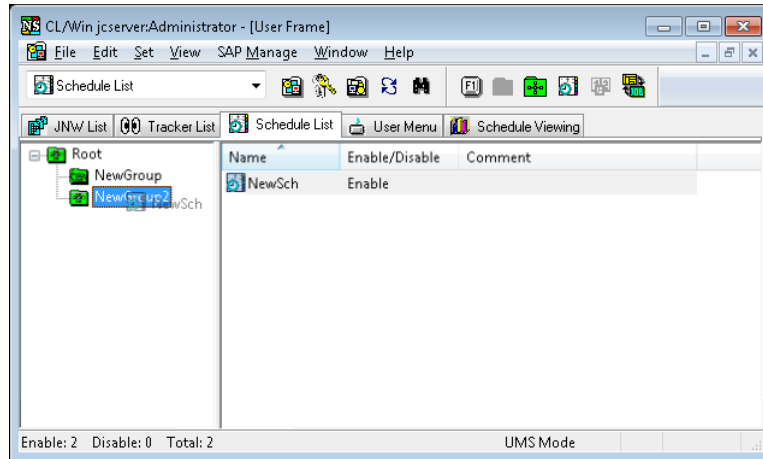 CL/Win jcserver:Administrator - [User Frame]
File Edit Set View SAP Manage Window Help
Schedule List
F1
JNW List Tracker List Schedule List User Menu Schedule Viewing
Root
NewGroup
NewGroup2
NewSch
Name Enable/Disable Comment
NewSch Enable
Enable: 2 Disable: 0 Total: 2 UMS Mode